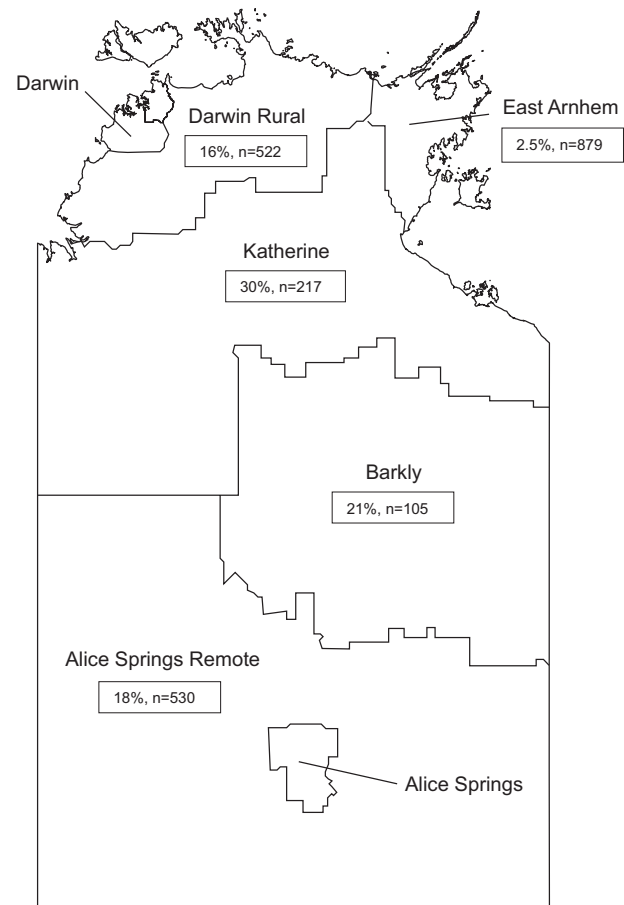 Darwin
Darwin Rural
16%, n=522
East Arnhem
2.5%, n=879
Katherine
30%, n=217
Barkly
21%, n=105
Alice Springs Remote
18%, n=530
Alice Springs